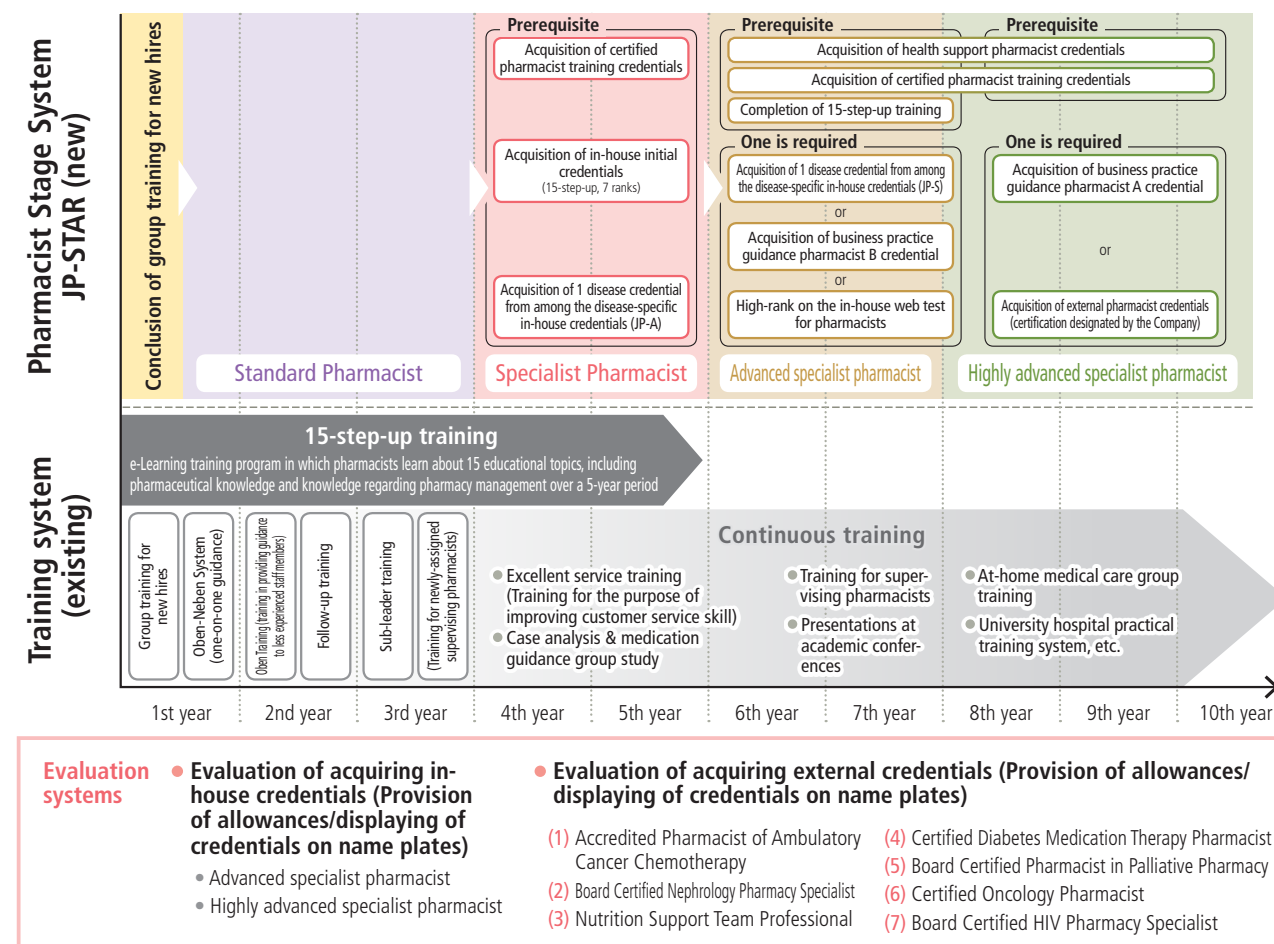 Pharmacist Stage System
JP-STAR (new)
Conclusion of group training for new hires
Standard Pharmacist
Prerequisite
Acquisition of certified
pharmacist training credentials
Acquisition of in-house initial
credentials
(15-step-up, 7 ranks)
Acquisition of 1 disease credential
from among the disease-specific
in-house credentials (JP-A)
Specialist Pharmacist
Prerequisite
Prerequisite
Acquisition of health support pharmacist credentials
Acquisition of certified pharmacist training credentials
Completion of 15-step-up training
One is required
Acquisition of 1 disease credential from among
the disease-specific in-house credentials (JP-S)
or
Acquisition of business practice
guidance pharmacist B credential
or
High-rank on the in-house web test
for pharmacists
Advanced specialist pharmacist
One is required
Acquisition of business practice
guidance pharmacist A credential
or
Acquisition of external pharmacist credentials
(certification designated by the Company)
Highly advanced specialist pharmacist
Training system
(existing)
15-step-up training
e-Learning training program in which pharmacists learn about 15 educational topics, including
pharmaceutical knowledge and knowledge regarding pharmacy management over a 5-year period
Group training for
new hires
Oben-Neben System
(one-on-one guidance)
Oben Training (training in providing guidance
to less experienced staff members)
Follow-up training
Sub-leader training
(Training for newly-assigned
supervising pharmacists)
Continuous training
Excellent service training
(Training for the purpose of
improving customer service skill)
Case analysis & medication
guidance group study
Training for super-
vising pharmacists
Presentations at
academic confer-
ences
At-home medical care group
training
University hospital practical
training system, etc.
1st year
2nd year
3rd year
4th year
5th year
6th year
7th year
8th year
9th year
10th year
Evaluation
systems
Evaluation of acquiring in-
house credentials (Provision
of allowances/displaying of
credentials on name plates)
Advanced specialist pharmacist
Highly advanced specialist pharmacist
Evaluation of acquiring external credentials (Provision of allowances/
displaying of credentials on name plates)
(1) Accredited Pharmacist of Ambulatory
Cancer Chemotherapy
(2) Board Certified Nephrology Pharmacy Specialist
(3) Nutrition Support Team Professional
(4) Certified Diabetes Medication Therapy Pharmacist
(5) Board Certified Pharmacist in Palliative Pharmacy
(6) Certified Oncology Pharmacist
(7) Board Certified HIV Pharmacy Specialist